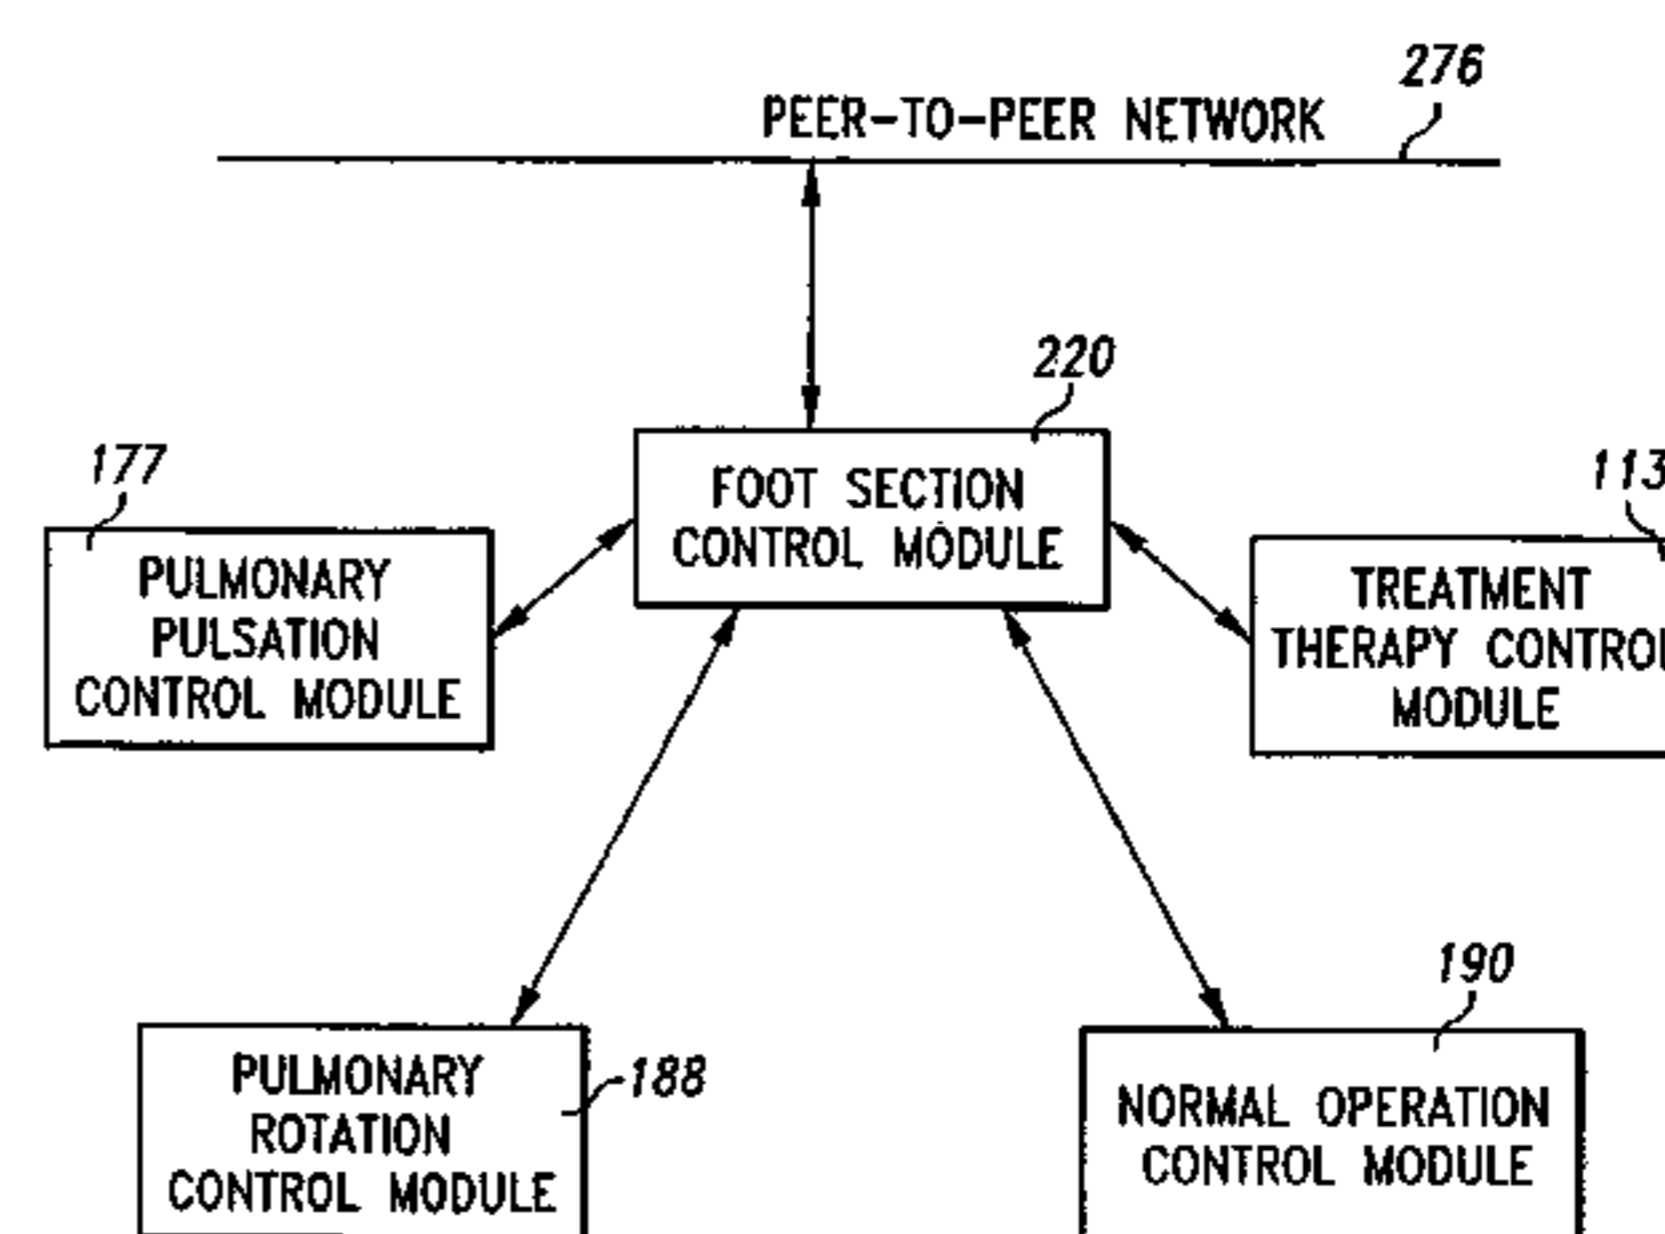 276
PEER-TO-PEER NETWORK
220
FOOT SECTION
CONTROL MODULE
177
PULMONARY
PULSATION
CONTROL MODULE
113
TREATMENT
THERAPY CONTROL
MODULE
188
PULMONARY
ROTATION
CONTROL MODULE
190
NORMAL OPERATION
CONTROL MODULE